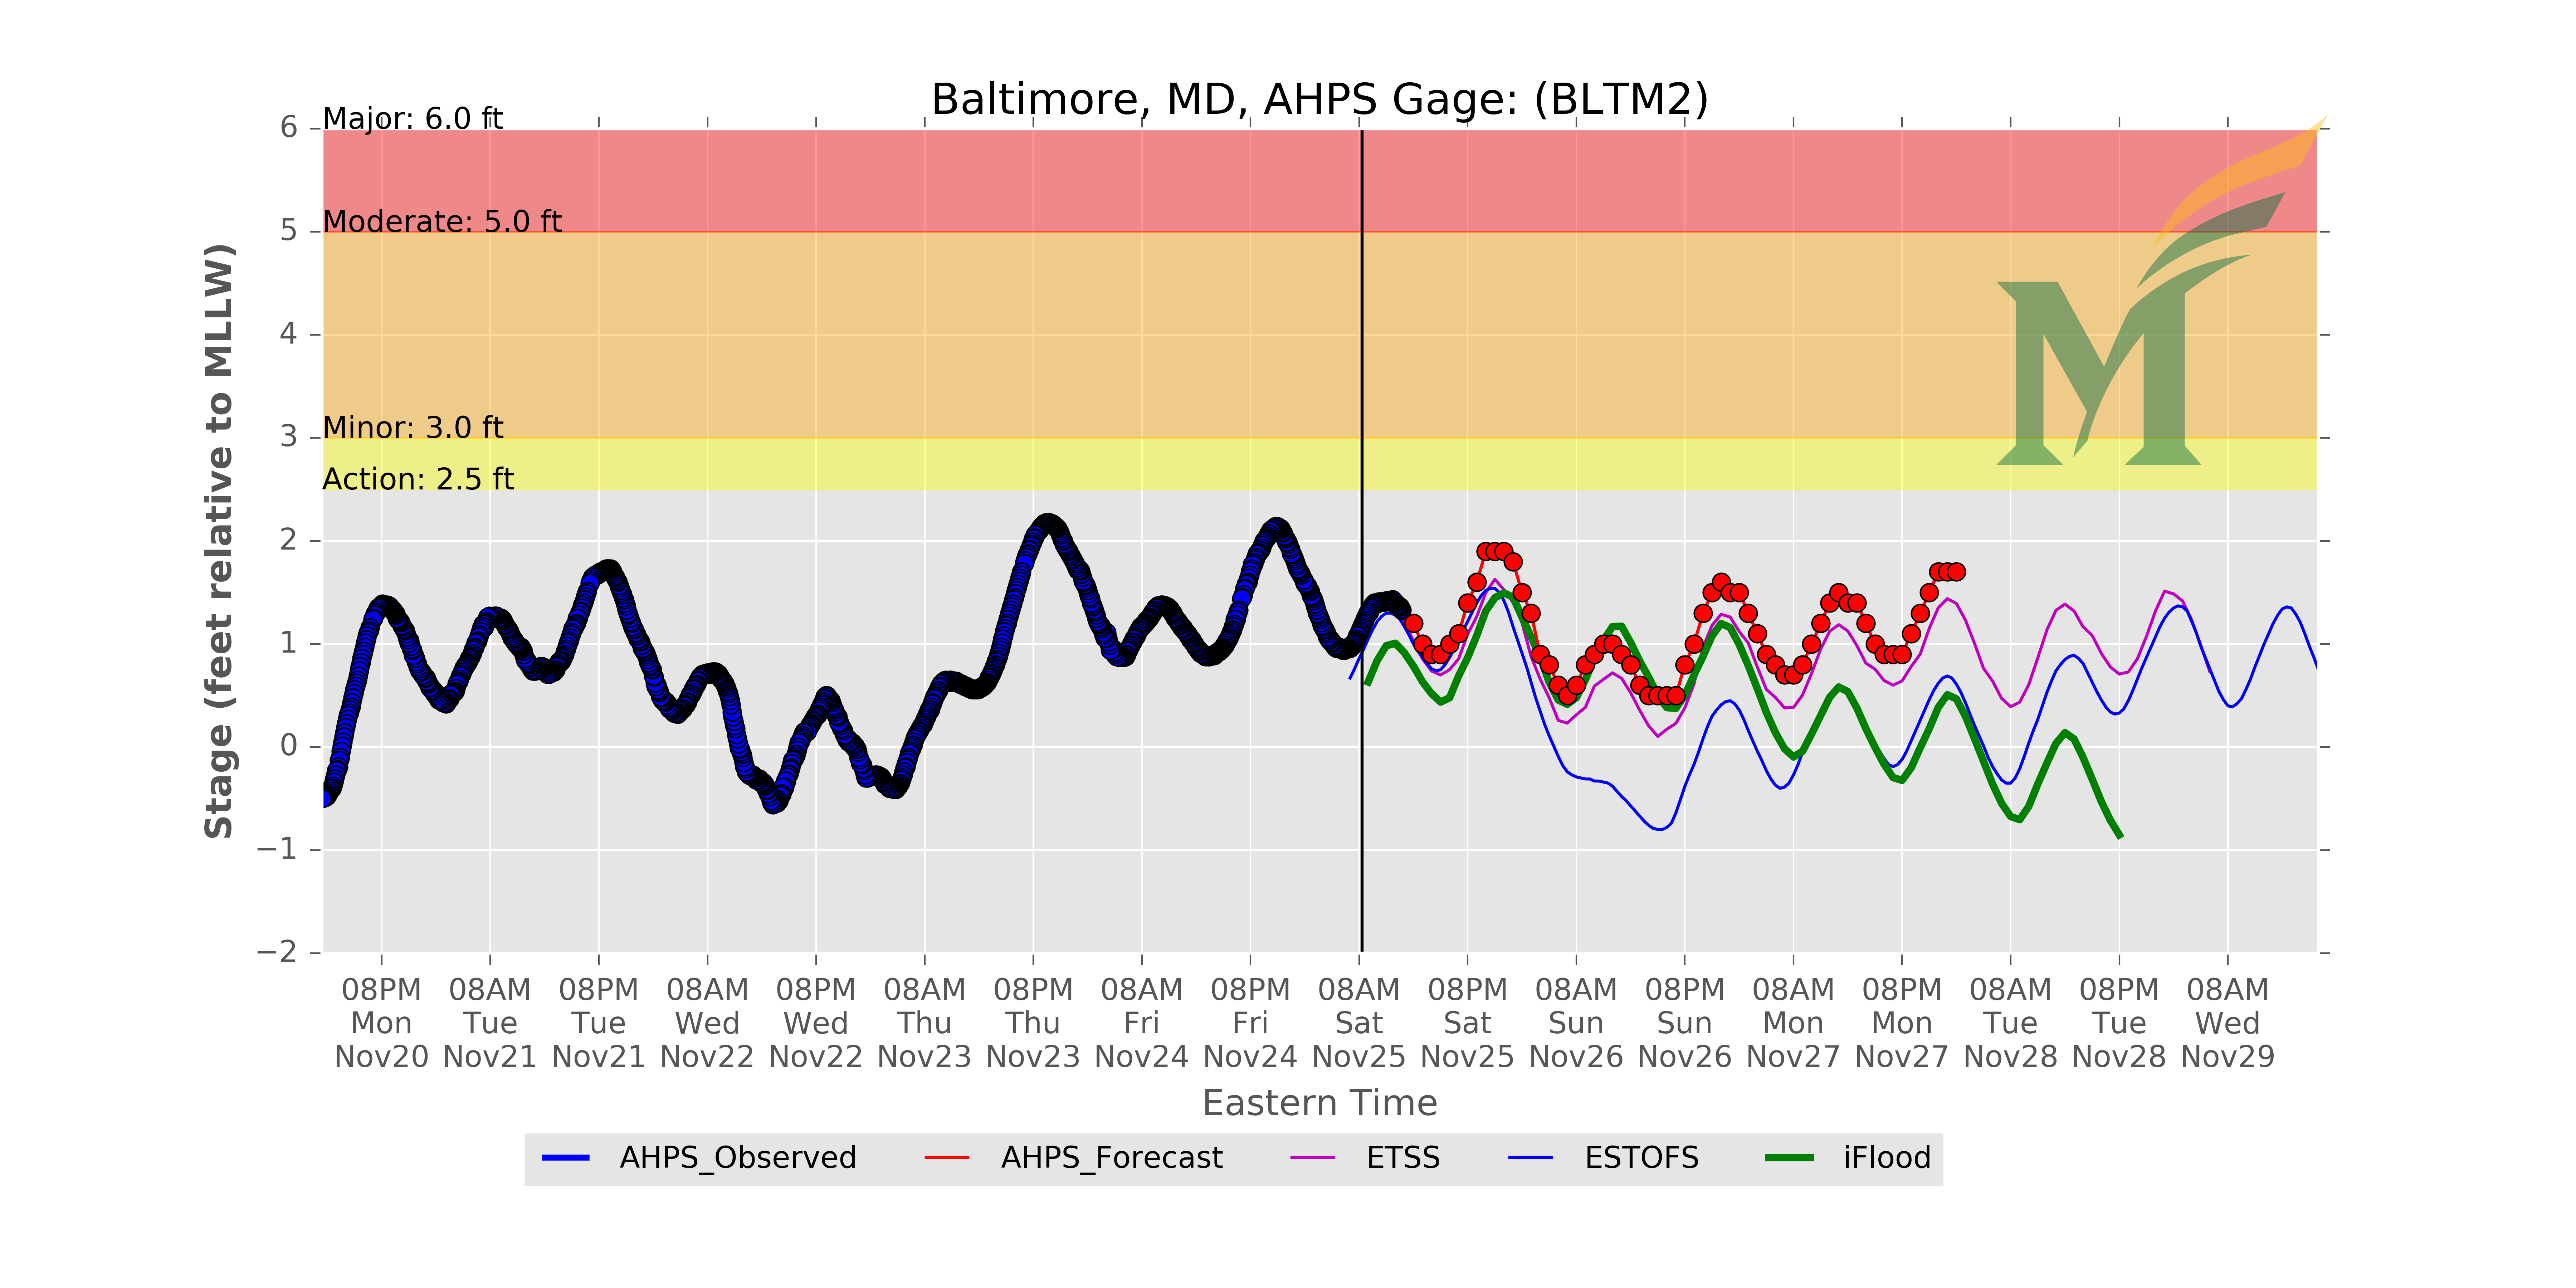 Baltimore, MD, AHPS Gage: (BLTM2)
Major: 6.0 ft
Moderate: 5.0 ft
Minor: 3.0 ft
Action: 2.5 ft
6
5
4
3
2
1
0
−1
−2
Stage (feet relative to MLLW)
M
08PM 08AM 08PM 08AM 08PM 08AM 08PM 08AM 08PM 08AM 08PM 08AM 08PM 08AM 08PM 08AM 08PM 08AM
Mon Tue Tue Wed Wed Thu Thu Fri Fri Sat Sat Sun Sun Mon Mon Tue Tue Wed
Nov20 Nov21 Nov21 Nov22 Nov22 Nov23 Nov23 Nov24 Nov24 Nov25 Nov25 Nov26 Nov26 Nov27 Nov27 Nov28 Nov28 Nov29
Eastern Time
AHPS_Observed AHPS_Forecast ETSS ESTOFS iFlood